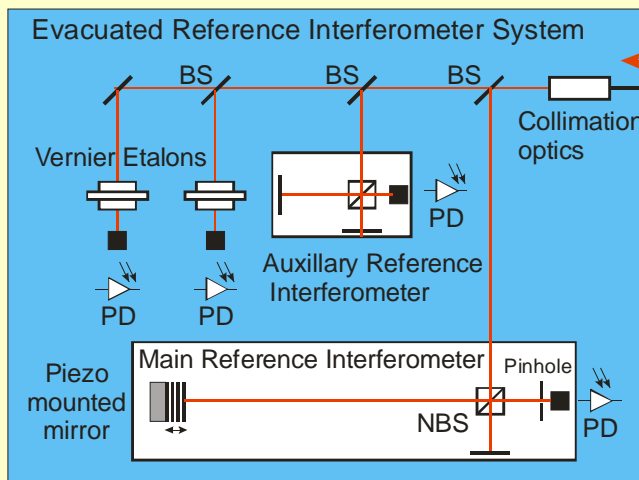 Evacuated Reference Interferometer System
BS
BS
BS
Collimation
optics
Vernier Etalons
PD
Auxillary Reference
Interferometer
PD
PD
Main Reference Interferometer
Pinhole
Piezo
mounted
mirror
NBS
PD